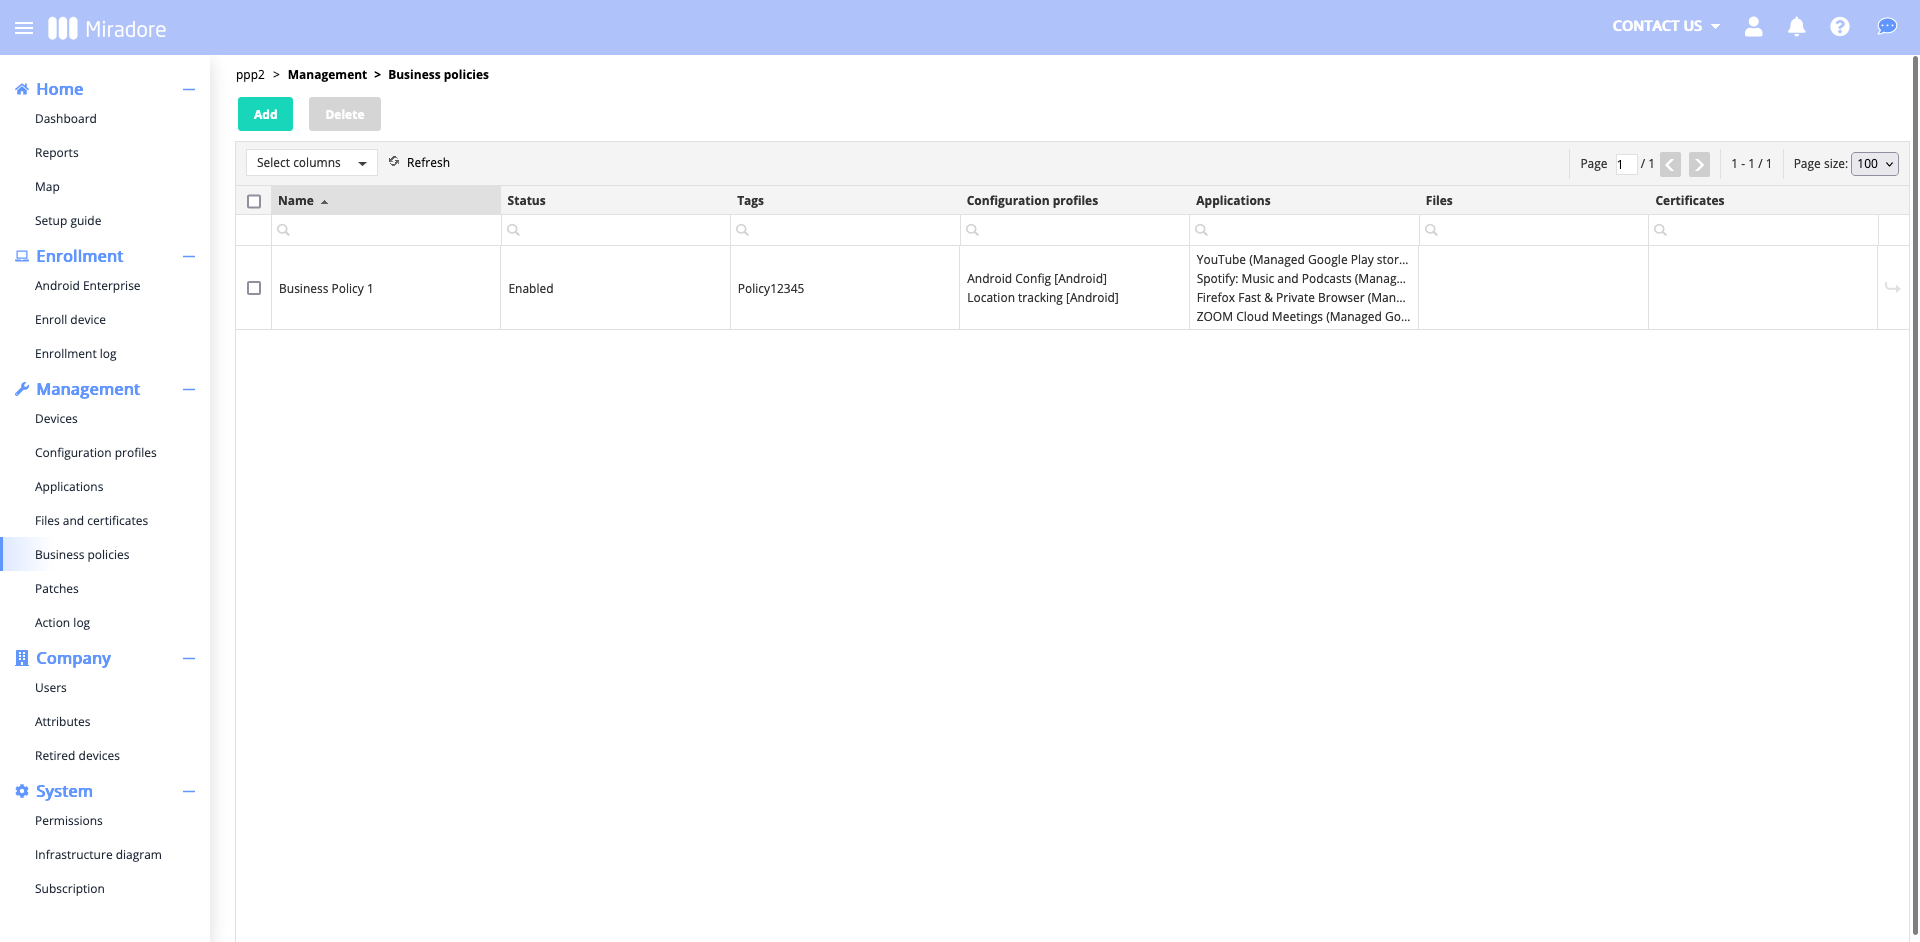 Miradore
CONTACT US
Home
Dashboard
Reports
Map
Setup guide
Enrollment
Android Enterprise
Enroll device
Enrollment log
Management
Devices
Configuration profiles
Applications
Files and certificates
Business policies
Patches
Action log
Company
Users
Attributes
Retired devices
System
Permissions
Infrastructure diagram
Subscription
ppp2 > Management > Business policies
Add Delete
Select columns Refresh Page 1 / 1 1 - 1 / 1 Page size: 100
Name Status Tags Configuration profiles Applications Files Certificates
Business Policy 1 Enabled Policy12345
Android Config [Android]
Location tracking [Android]
YouTube (Managed Google Play stor...
Spotify: Music and Podcasts (Manag...
Firefox Fast & Private Browser (Man...
ZOOM Cloud Meetings (Managed Go...